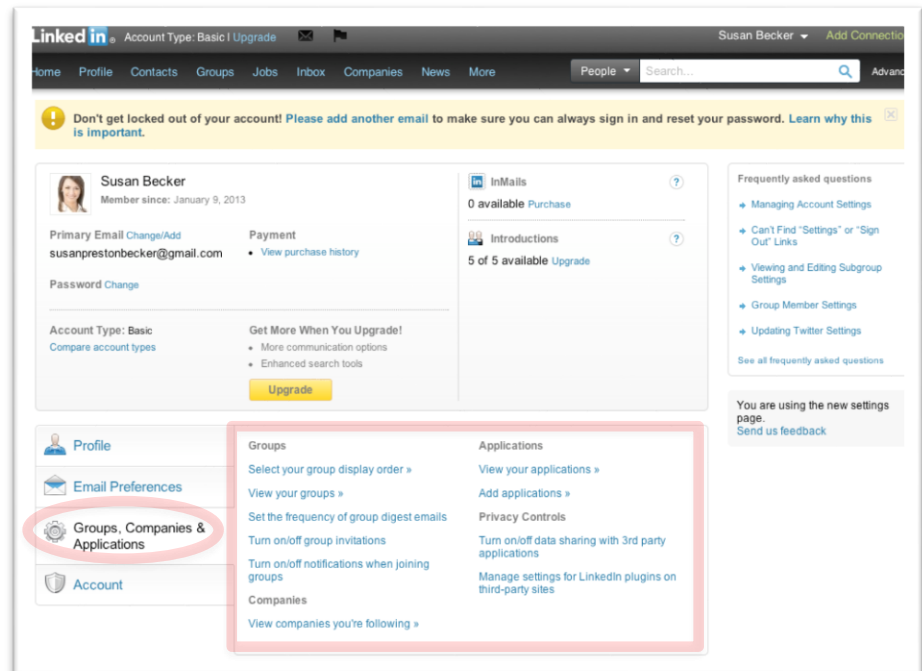 Linked in® Account Type: Basic | Upgrade
Susan Becker Add Connectio
Home Profile Contacts Groups Jobs Inbox Companies News More People Search... Advanc
Don't get locked out of your account! Please add another email to make sure you can always sign in and reset your password. Learn why this
is important.
Susan Becker
Member since: January 9, 2013
Primary Email Change/Add
susanprestonbecker@gmail.com
Payment
• View purchase history
Password Change
Account Type: Basic
Compare account types
Get More When You Upgrade!
• More communication options
• Enhanced search tools
Upgrade
in InMails ?
0 available Purchase
Introductions ?
5 of 5 available Upgrade
Frequently asked questions
Managing Account Settings
Can't Find "Settings" or "Sign
Out" Links
Viewing and Editing Subgroup
Settings
Group Member Settings
Updating Twitter Settings
See all frequently asked questions
You are using the new settings
page.
Send us feedback
Profile
Email Preferences
Groups, Companies &
Applications
Account
Groups
Select your group display order »
View your groups »
Set the frequency of group digest emails
Turn on/off group invitations
Turn on/off notifications when joining
groups
Companies
View companies you're following »
Applications
View your applications »
Add applications »
Privacy Controls
Turn on/off data sharing with 3rd party
applications
Manage settings for LinkedIn plugins on
third-party sites